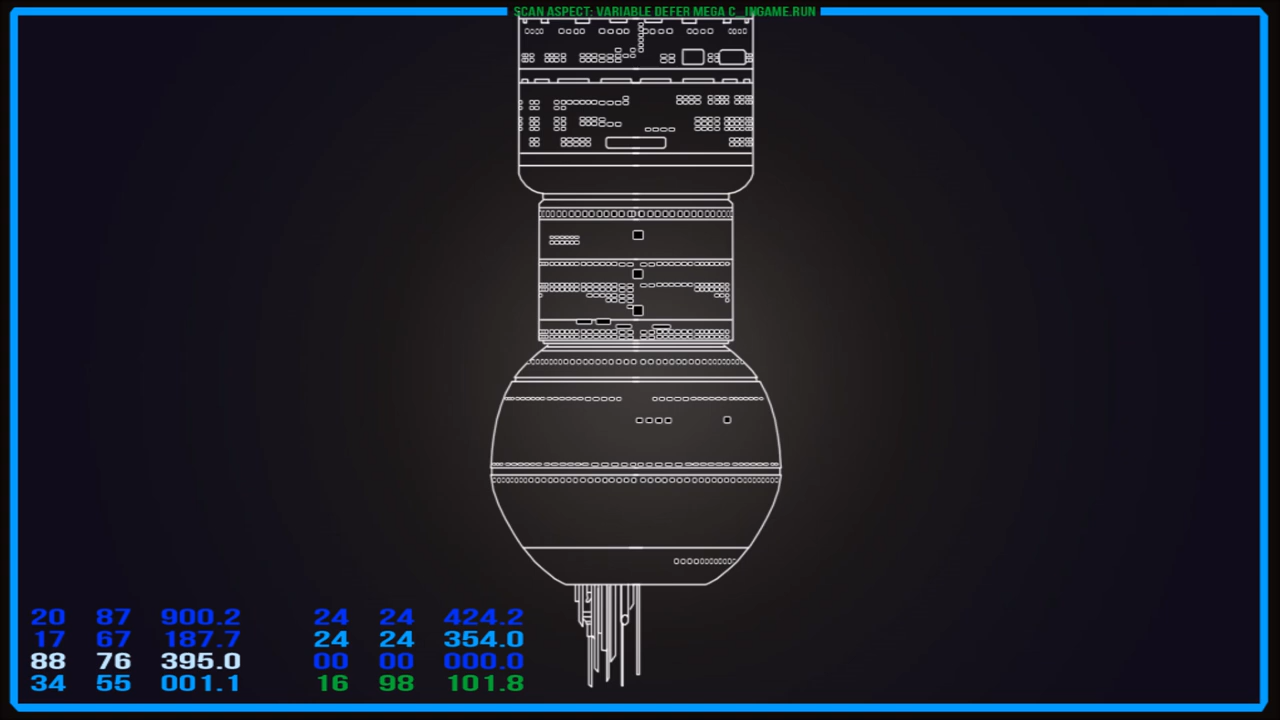 SCAN ASPECT: VARIABLE DEFER MEGA C_INGAME.RUN
20 87 900.2 24 24 424.2
17 67 187.7 24 24 354.0
88 76 395.0 00 00 000.0
34 55 001.1 16 98 101.8